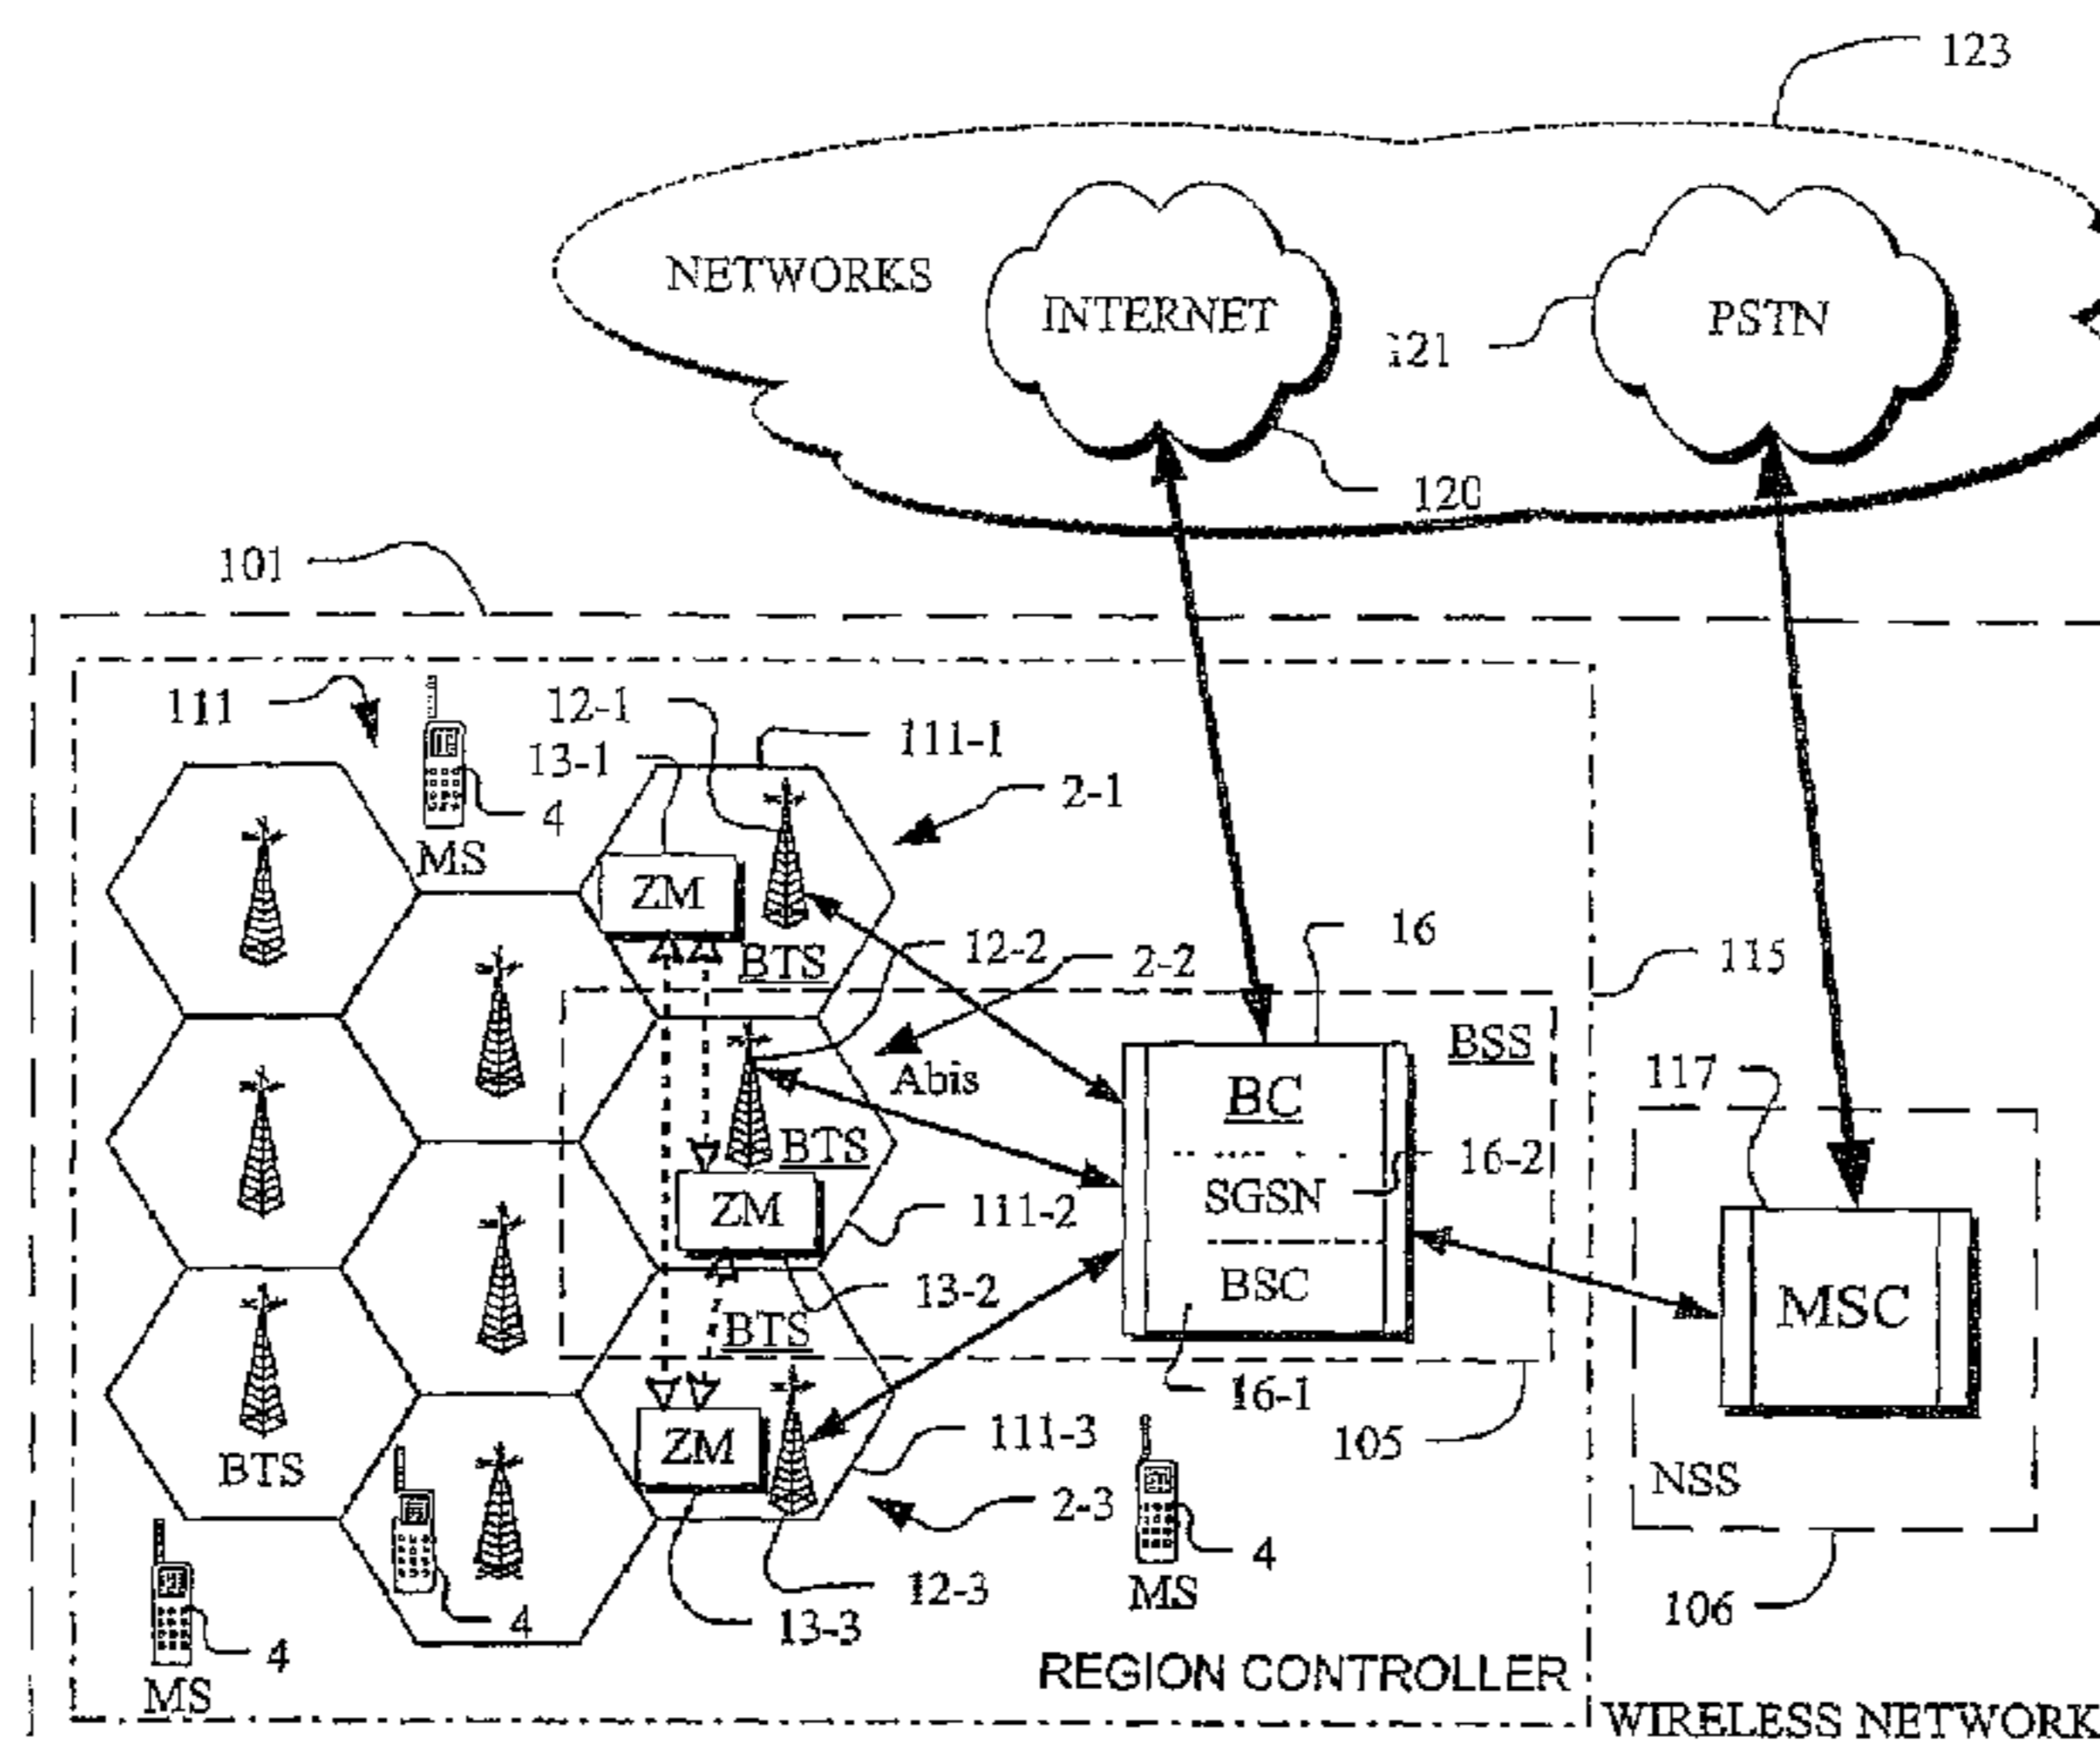 123
NETWORKS
INTERNET
121
PSTN
120
101
111
12-1
111-1
13-1
2-1
4
MS
ZM
BTS
12-2
2-2
16
115
BSS
Abis
BC
117
BTS
16-2
ZM
SGSN
111-2
BSC
13-2
MSC
BTS
16-1
ZM
111-3
105
BTS
NSS
2-3
4
4
12-3
MS
106
13-3
4
MS
REGION CONTROLLER
WIRELESS NETWORK